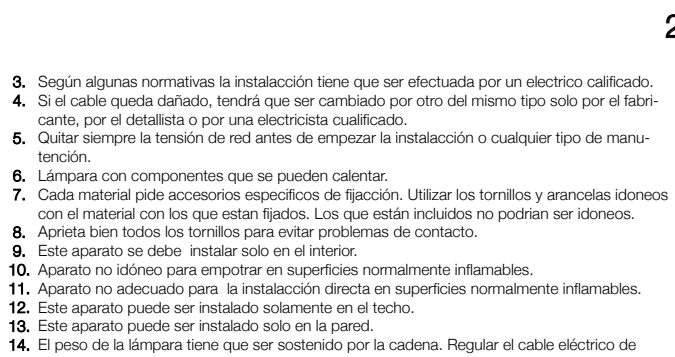 2
3. Según algunas normativas la instalacción tiene que ser efectuada por un electrico calificado.
4. Si el cable queda dañado, tendrá que ser cambiado por otro del mismo tipo solo por el fabri-
cante, por el detallista o por una electricista cualificado.
5. Quitar siempre la tensión de red antes de empezar la instalacción o cualquier tipo de manu-
tención.
6. Lámpara con componentes que se pueden calentar.
7. Cada material pide accesorios especificos de fijacción. Utilizar los tornillos y arancelas idoneos
con el material con los que estan fijados. Los que están incluidos no podrian ser idoneos.
8. Aprieta bien todos los tornillos para evitar problemas de contacto.
9. Este aparato se debe  instalar solo en el interior.
10. Aparato no idóneo para empotrar en superficies normalmente inflamables.
11. Aparato no adecuado para  la instalacción directa en superficies normalmente inflamables.
12. Este aparato puede ser instalado solamente en el techo.
13. Este aparato puede ser instalado solo en la pared.
14. El peso de la lámpara tiene que ser sostenido por la cadena. Regular el cable eléctrico de